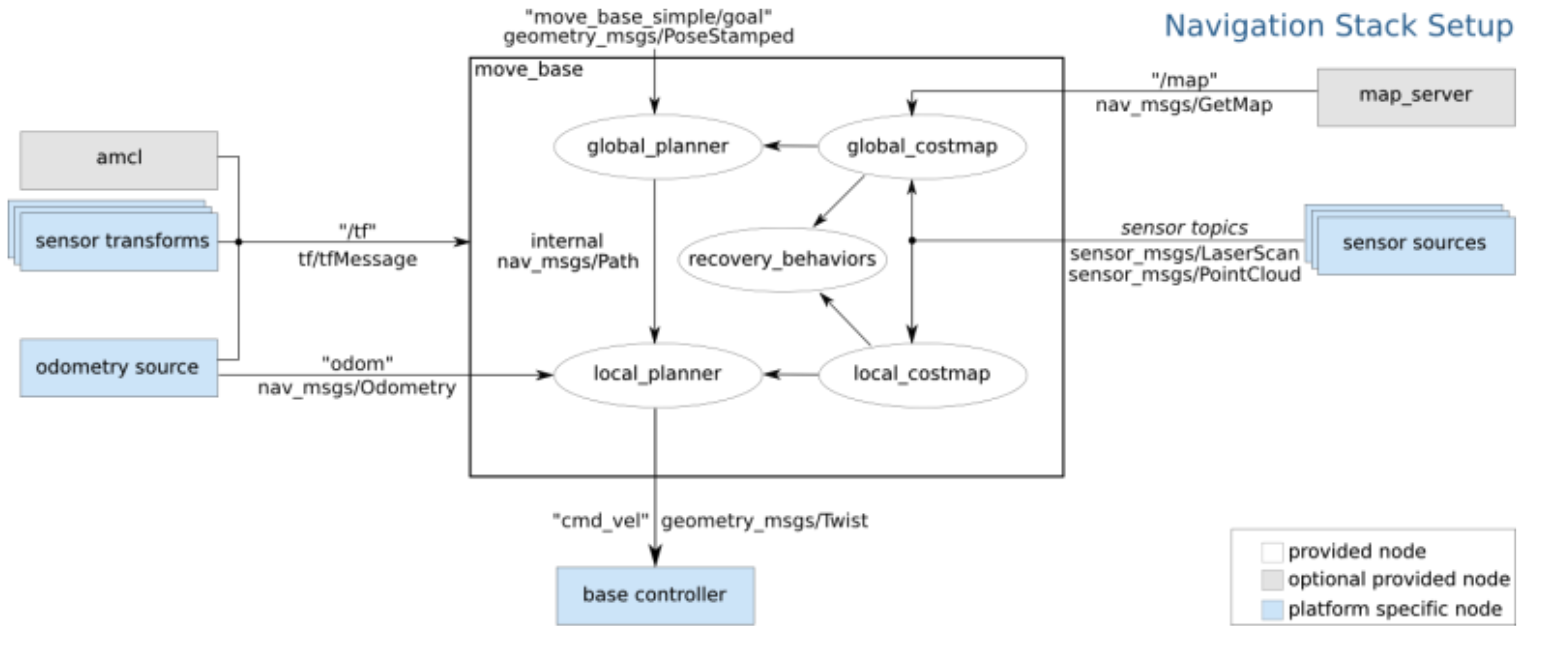 "move_base_simple/goal"
geometry_msgs/PoseStamped
Navigation Stack Setup
move_base
"/map"
nav_msgs/GetMap
map_server
amcl
global_planner
global_costmap
sensor transforms
"/tf"
tf/tfMessage
internal
nav_msgs/Path
recovery_behaviors
sensor topics
sensor_msgs/LaserScan
sensor_msgs/PointCloud
sensor sources
odometry source
"odom"
nav_msgs/Odometry
local_planner
local_costmap
"cmd_vel"
geometry_msgs/Twist
base controller
provided node
optional provided node
platform specific node